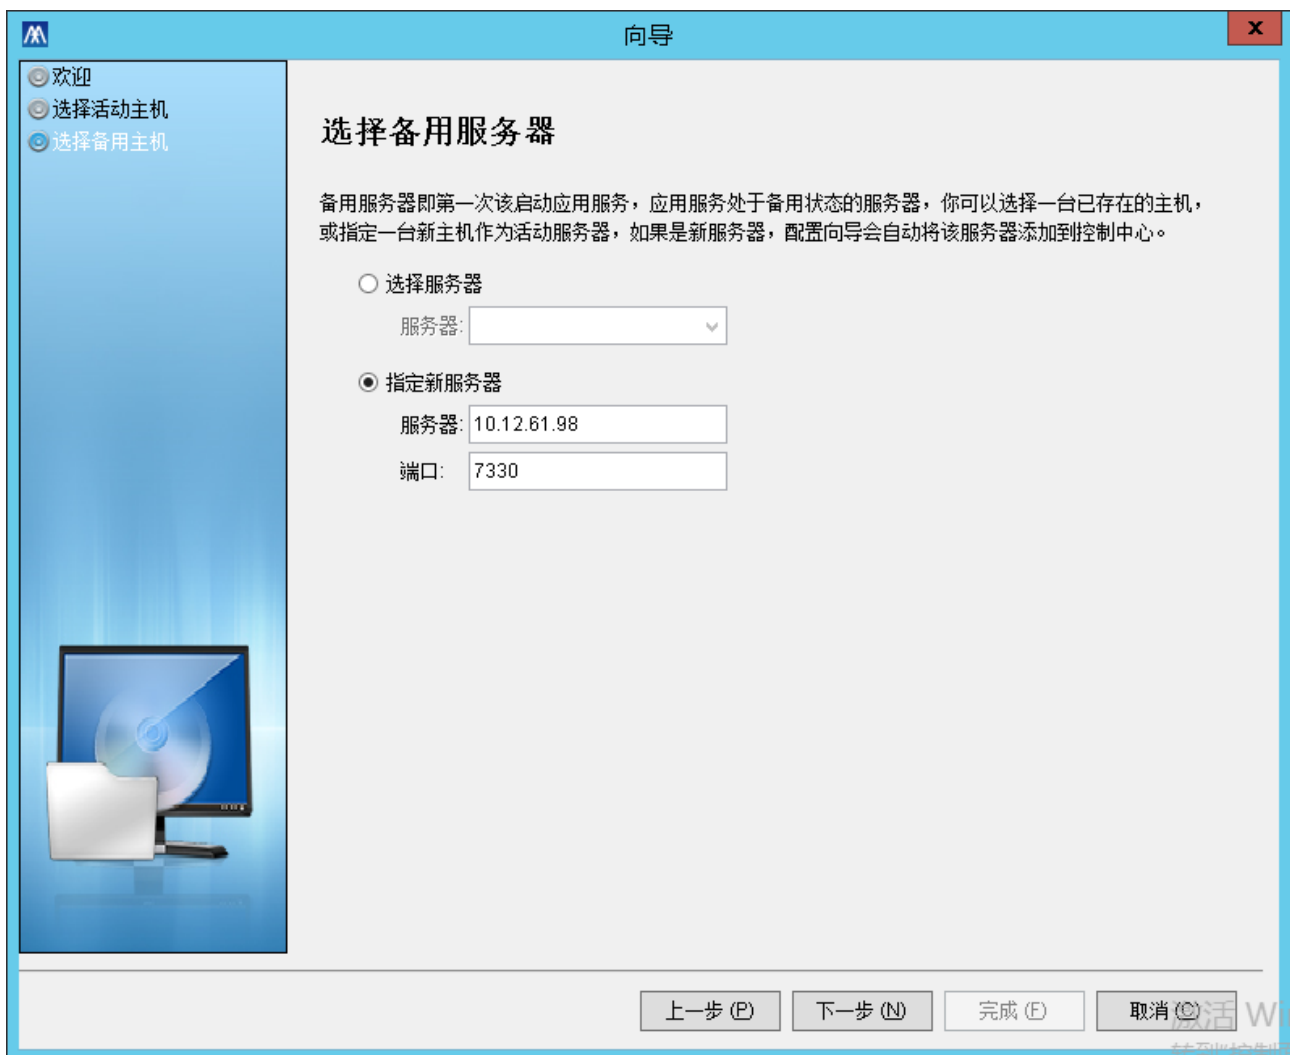 向导
欢迎
选择活动主机
选择备用主机
选择备用服务器
备用服务器即第一次该启动应用服务，应用服务处于备用状态的服务器，你可以选择一台已存在的主机，
或指定一台新主机作为活动服务器，如果是新服务器，配置向导会自动将该服务器添加到控制中心。
选择服务器
服务器:
指定新服务器
服务器: 10.12.61.98
端口: 7330
上一步(P) 下一步(N) 完成(F) 取消(C)
激活 Wi